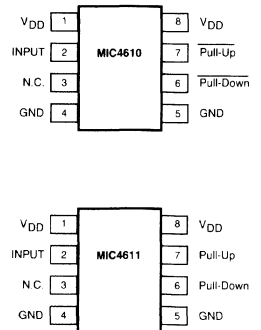 VDD 1 8 VDD
INPUT 2 MIC4610 7 Pull-Up
N.C. 3 6 Pull-Down
GND 4 5 GND
VDD 1 8 VDD
INPUT 2 MIC4611 7 Pull-Up
N.C. 3 6 Pull-Down
GND 4 5 GND